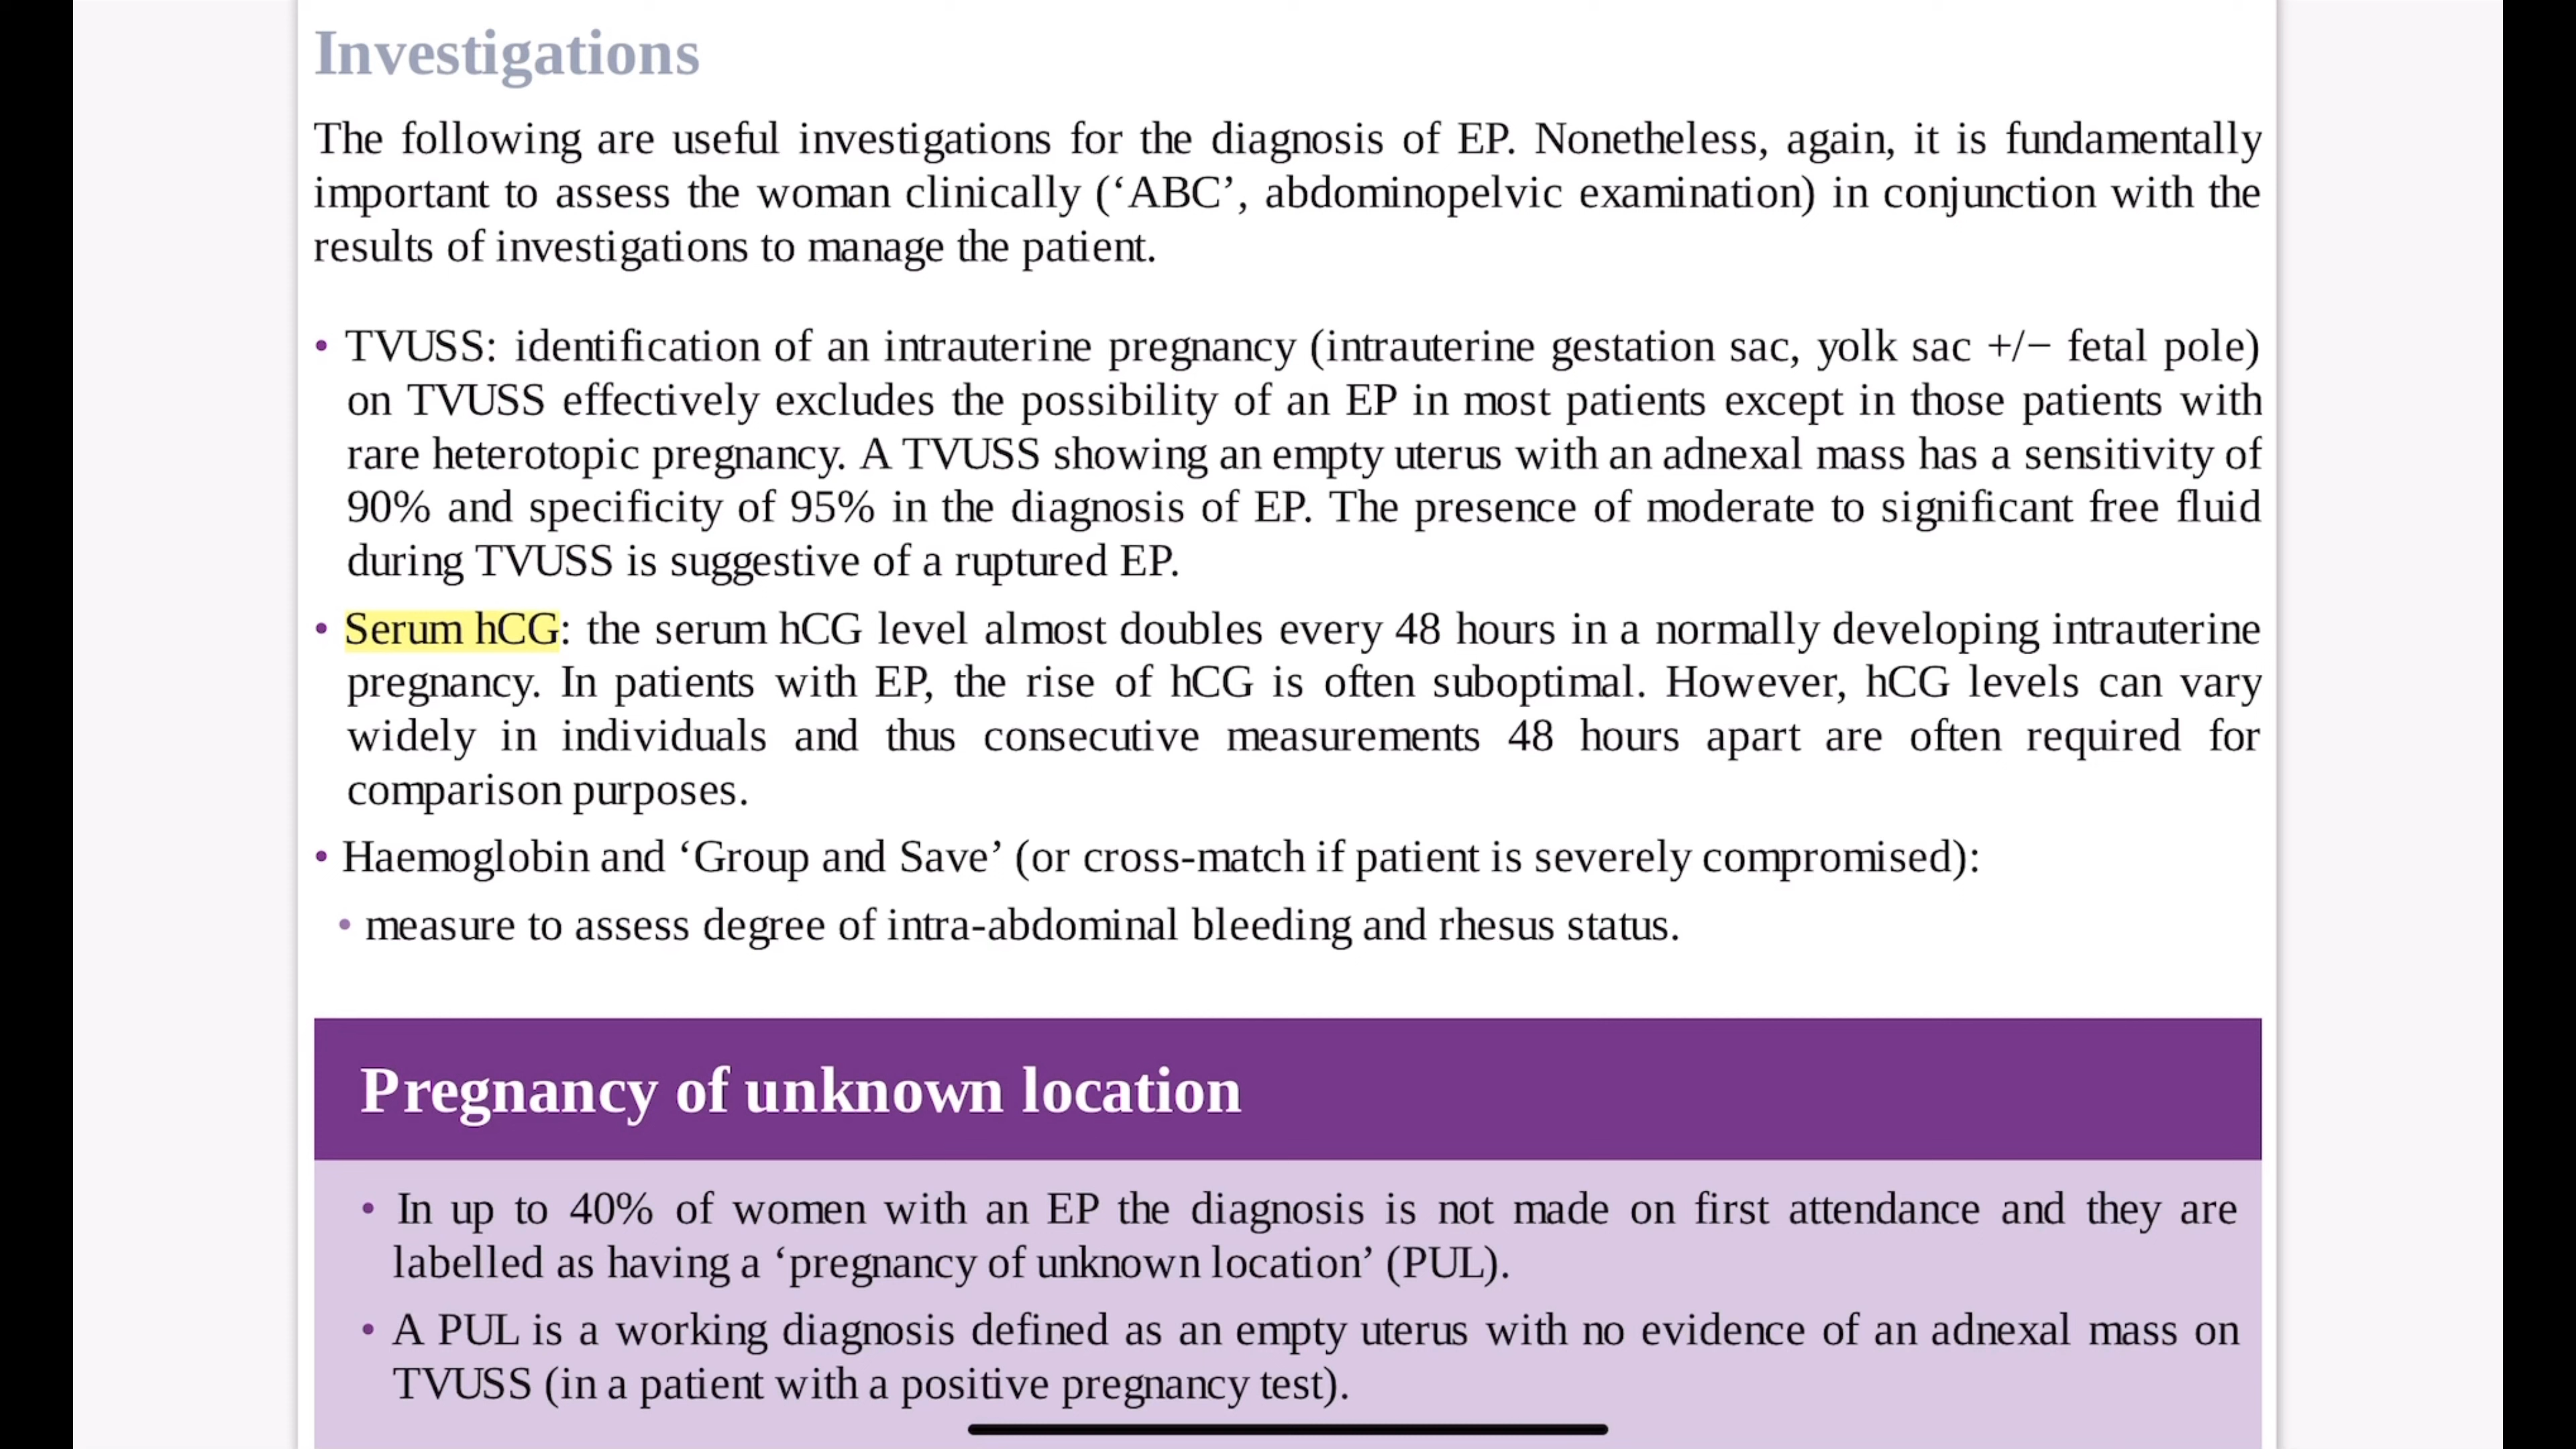 Investigations
The following are useful investigations for the diagnosis of EP. Nonetheless, again, it is fundamentally
important to assess the woman clinically (‘ABC’, abdominopelvic examination) in conjunction with the
results of investigations to manage the patient.
• TVUSS: identification of an intrauterine pregnancy (intrauterine gestation sac, yolk sac +/− fetal pole)
on TVUSS effectively excludes the possibility of an EP in most patients except in those patients with
rare heterotopic pregnancy. A TVUSS showing an empty uterus with an adnexal mass has a sensitivity of
90% and specificity of 95% in the diagnosis of EP. The presence of moderate to significant free fluid
during TVUSS is suggestive of a ruptured EP.
• Serum hCG: the serum hCG level almost doubles every 48 hours in a normally developing intrauterine
pregnancy. In patients with EP, the rise of hCG is often suboptimal. However, hCG levels can vary
widely in individuals and thus consecutive measurements 48 hours apart are often required for
comparison purposes.
• Haemoglobin and ‘Group and Save’ (or cross-match if patient is severely compromised):
• measure to assess degree of intra-abdominal bleeding and rhesus status.
Pregnancy of unknown location
• In up to 40% of women with an EP the diagnosis is not made on first attendance and they are
labelled as having a ‘pregnancy of unknown location’ (PUL).
• A PUL is a working diagnosis defined as an empty uterus with no evidence of an adnexal mass on
TVUSS (in a patient with a positive pregnancy test).